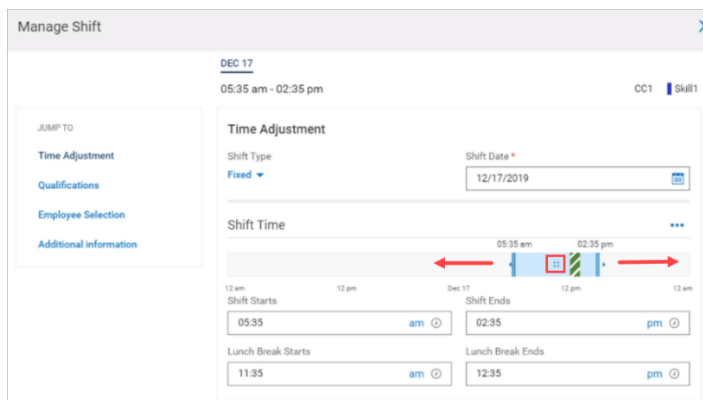 Manage Shift
DEC 17
05:35 am - 02:35 pm
CC1 Skill1
JUMP TO
Time Adjustment
Qualifications
Employee Selection
Additional information
Time Adjustment
Shift Type
Fixed
Shift Date *
12/17/2019
Shift Time
05:35 am 02:35 pm
12 am 12 pm Dec 17 12 pm 12 am
Shift Starts
05:35 am
Shift Ends
02:35 pm
Lunch Break Starts
11:35 am
Lunch Break Ends
12:35 pm